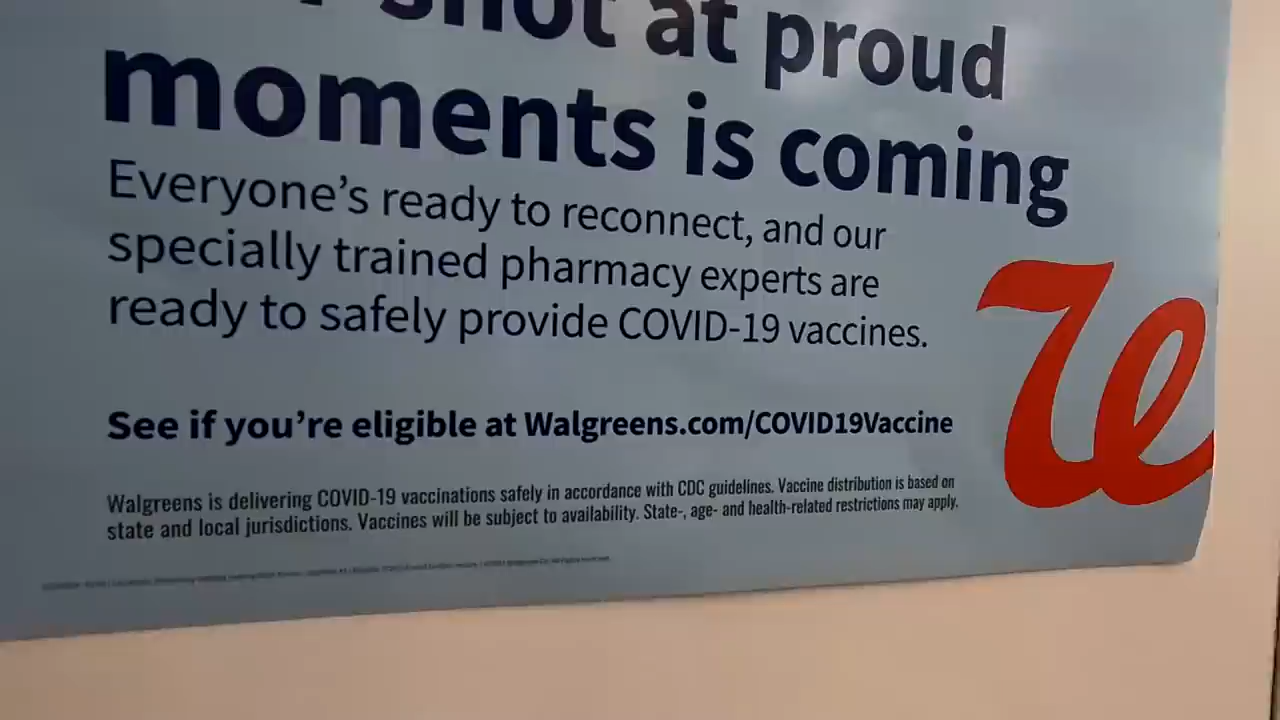 shot at proud
moments is coming
Everyone's ready to reconnect, and our
specially trained pharmacy experts are
ready to safely provide COVID-19 vaccines.
See if you're eligible at Walgreens.com/COVID19Vaccine
Walgreens is delivering COVID-19 vaccinations safely in accordance with CDC guidelines. Vaccine distribution is based on
state and local jurisdictions. Vaccines will be subject to availability. State-, age- and health-related restrictions may apply.
W